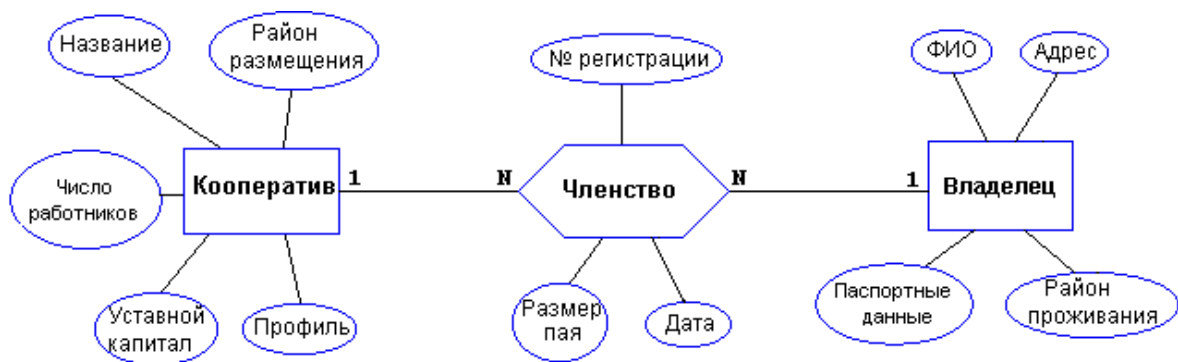 Название
Район
размещения
№ регистрации
ФИО
Адрес
Число
работников
Кооператив
1
N
Членство
N
1
Владелец
Уставной
капитал
Профиль
Размер
пая
Дата
Паспортные
данные
Район
проживания